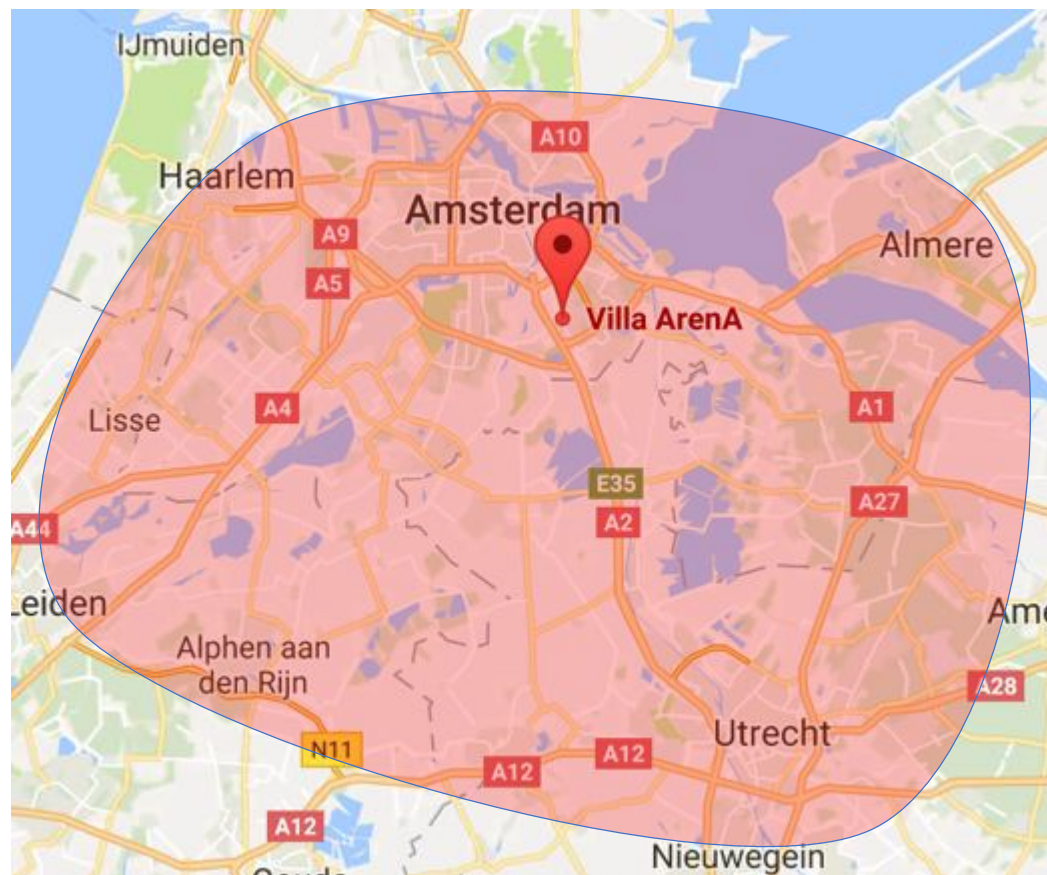 IJmuiden
A10
Haarlem
Amsterdam
A9
Almere
A5
Villa ArenA
Lisse
A4
A1
E35
A27
A44
A2
Leiden
Alphen aan
den Rijn
A28
Utrecht
N11
A12
A12
A12
Nieuwegein